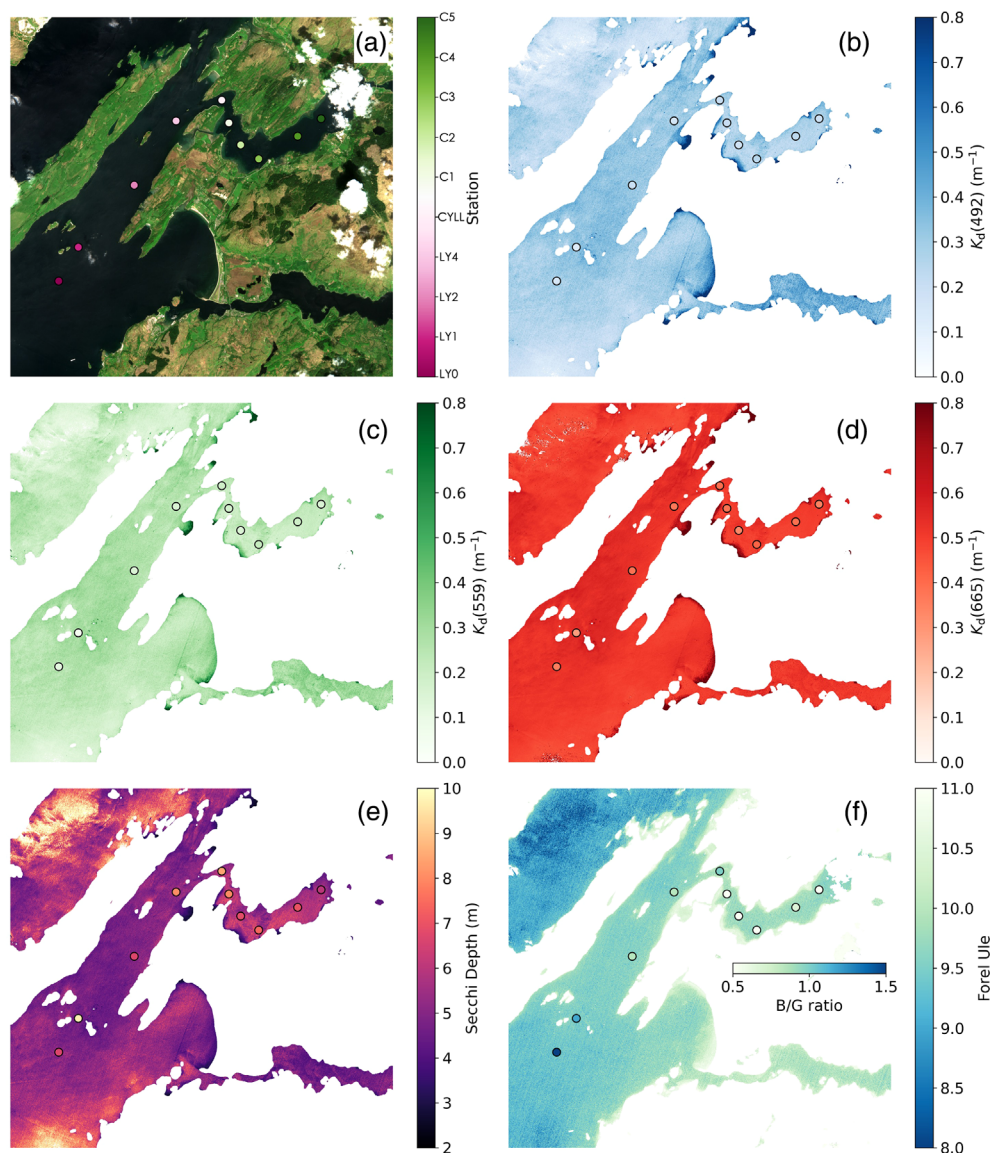 (a)
C5
C4
C3
C2
C1
CYLL
LY4
LY2
LY1
LY0
Station
(b)
0.8
0.7
0.6
0.5
0.4
0.3
0.2
0.1
0.0
Kd(492) (m−1)
(c)
0.8
0.7
0.6
0.5
0.4
0.3
0.2
0.1
0.0
Kd(559) (m−1)
(d)
0.8
0.7
0.6
0.5
0.4
0.3
0.2
0.1
0.0
Kd(665) (m−1)
(e)
10
9
8
7
6
5
4
3
2
Secchi Depth (m)
(f)
0.5 1.0 1.5
B/G ratio
11.0
10.5
10.0
9.5
9.0
8.5
8.0
Forel Ule